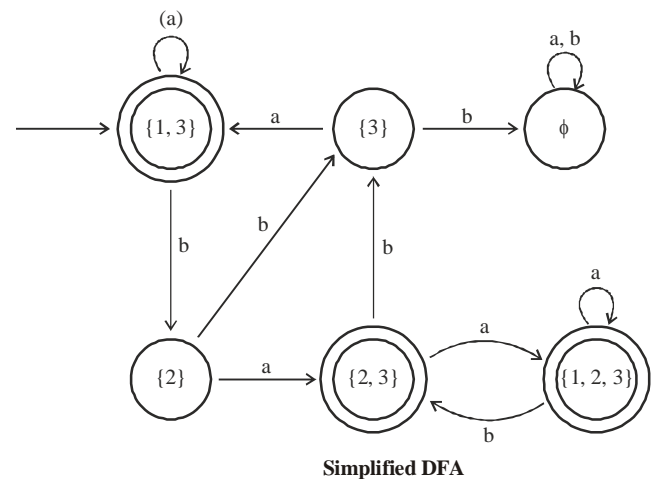 (a)
a, b
{1, 3}
a
{3}
b
ϕ
b
b
b
a
{2}
a
{2, 3}
a
{1, 2, 3}
b
Simplified DFA